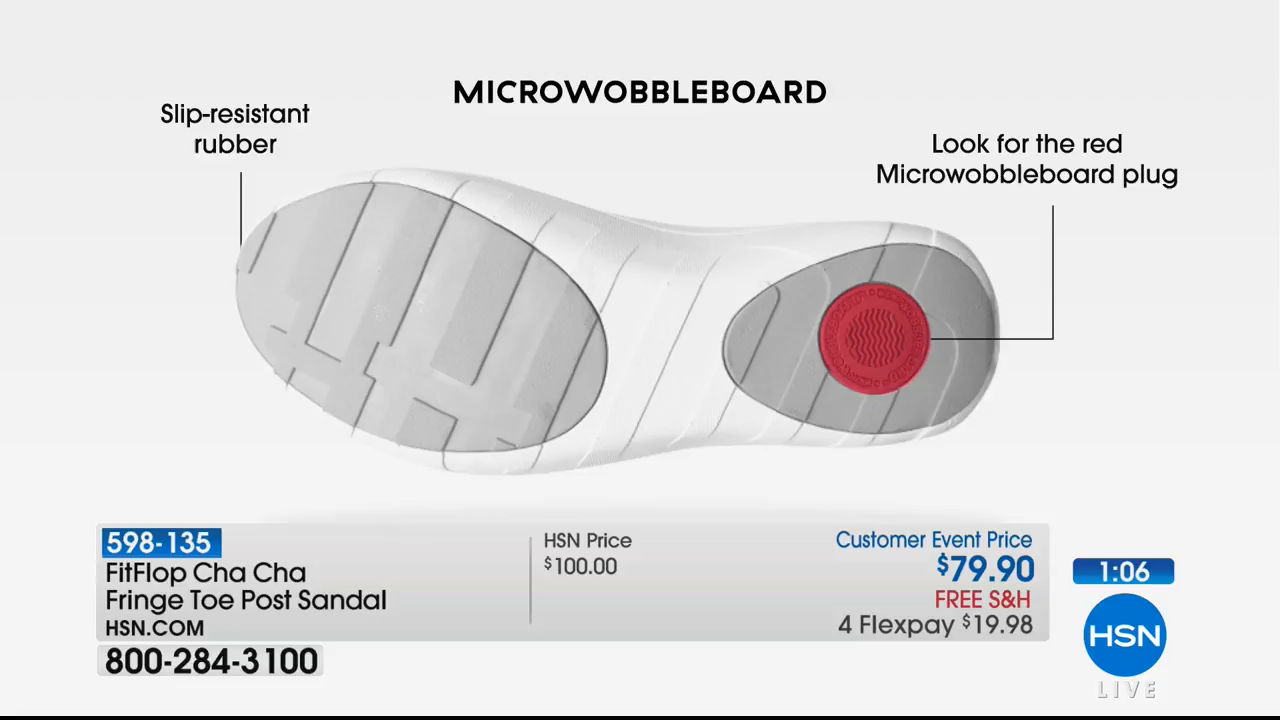 MICROWOBBLEBOARD
Slip-resistant
rubber
Look for the red
Microwobbleboard plug
598-135
FitFlop Cha Cha
Fringe Toe Post Sandal
HSN.COM
800-284-3100
HSN Price
$100.00
Customer Event Price
$79.90
FREE S&H
4 Flexpay $19.98
1:06
HSN
LIVE